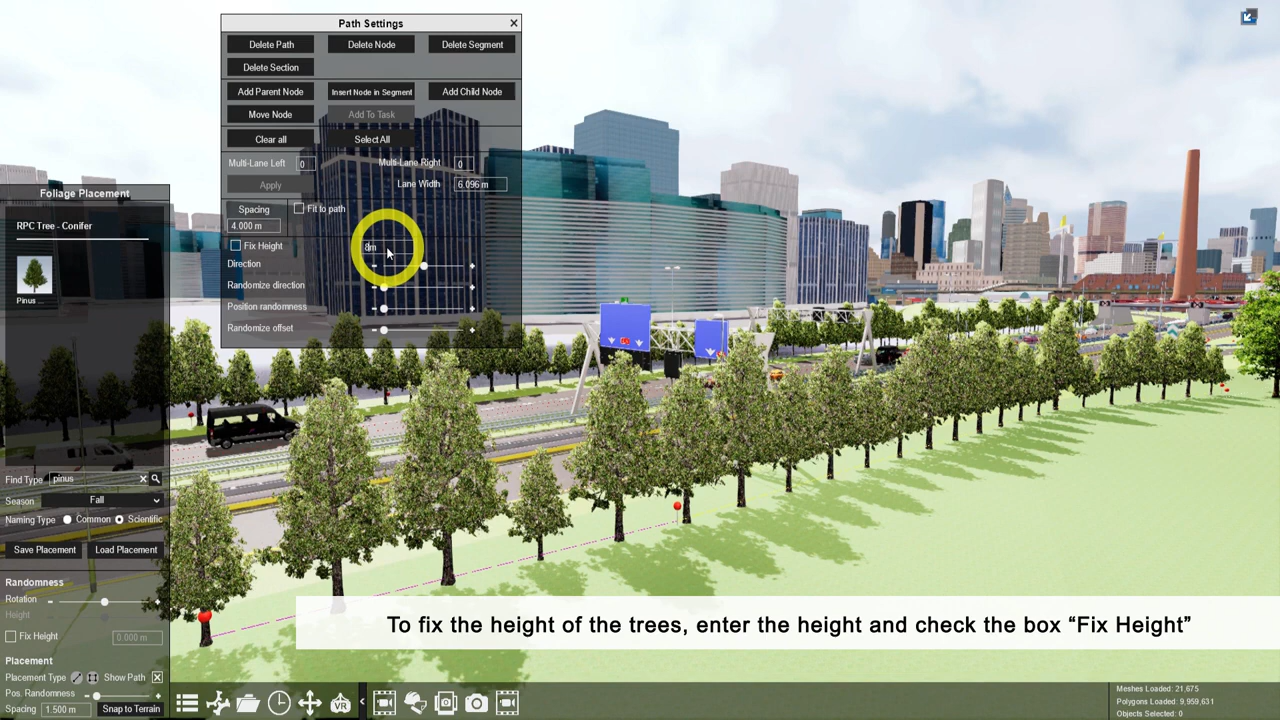 Path Settings
Delete Path
Delete Node
Delete Segment
Delete Section
Add Parent Node
Insert Node in Segment
Add Child Node
Move Node
Add To Task
Clear all
Select All
Multi-Lane Left 0
Multi-Lane Right 0
Apply
Lane Width 6.096 m
Spacing
Fit to path
4.000 m
Fix Height
8m
Direction
Randomize direction
Position randomness
Randomize offset
Foliage Placement
RPC Tree - Conifer
Pinus ...
Find Type pinus
Season Fall
Naming Type Common Scientific
Save Placement
Load Placement
Randomness
Rotation
Height
Fix Height 0.000 m
Placement
Placement Type Show Path
Pos. Randomness
Spacing 1.500 m Snap to Terrain
To fix the height of the trees, enter the height and check the box “Fix Height”
VR
Meshes Loaded: 21,675
Polygons Loaded: 9,959,631
Objects Selected: 0